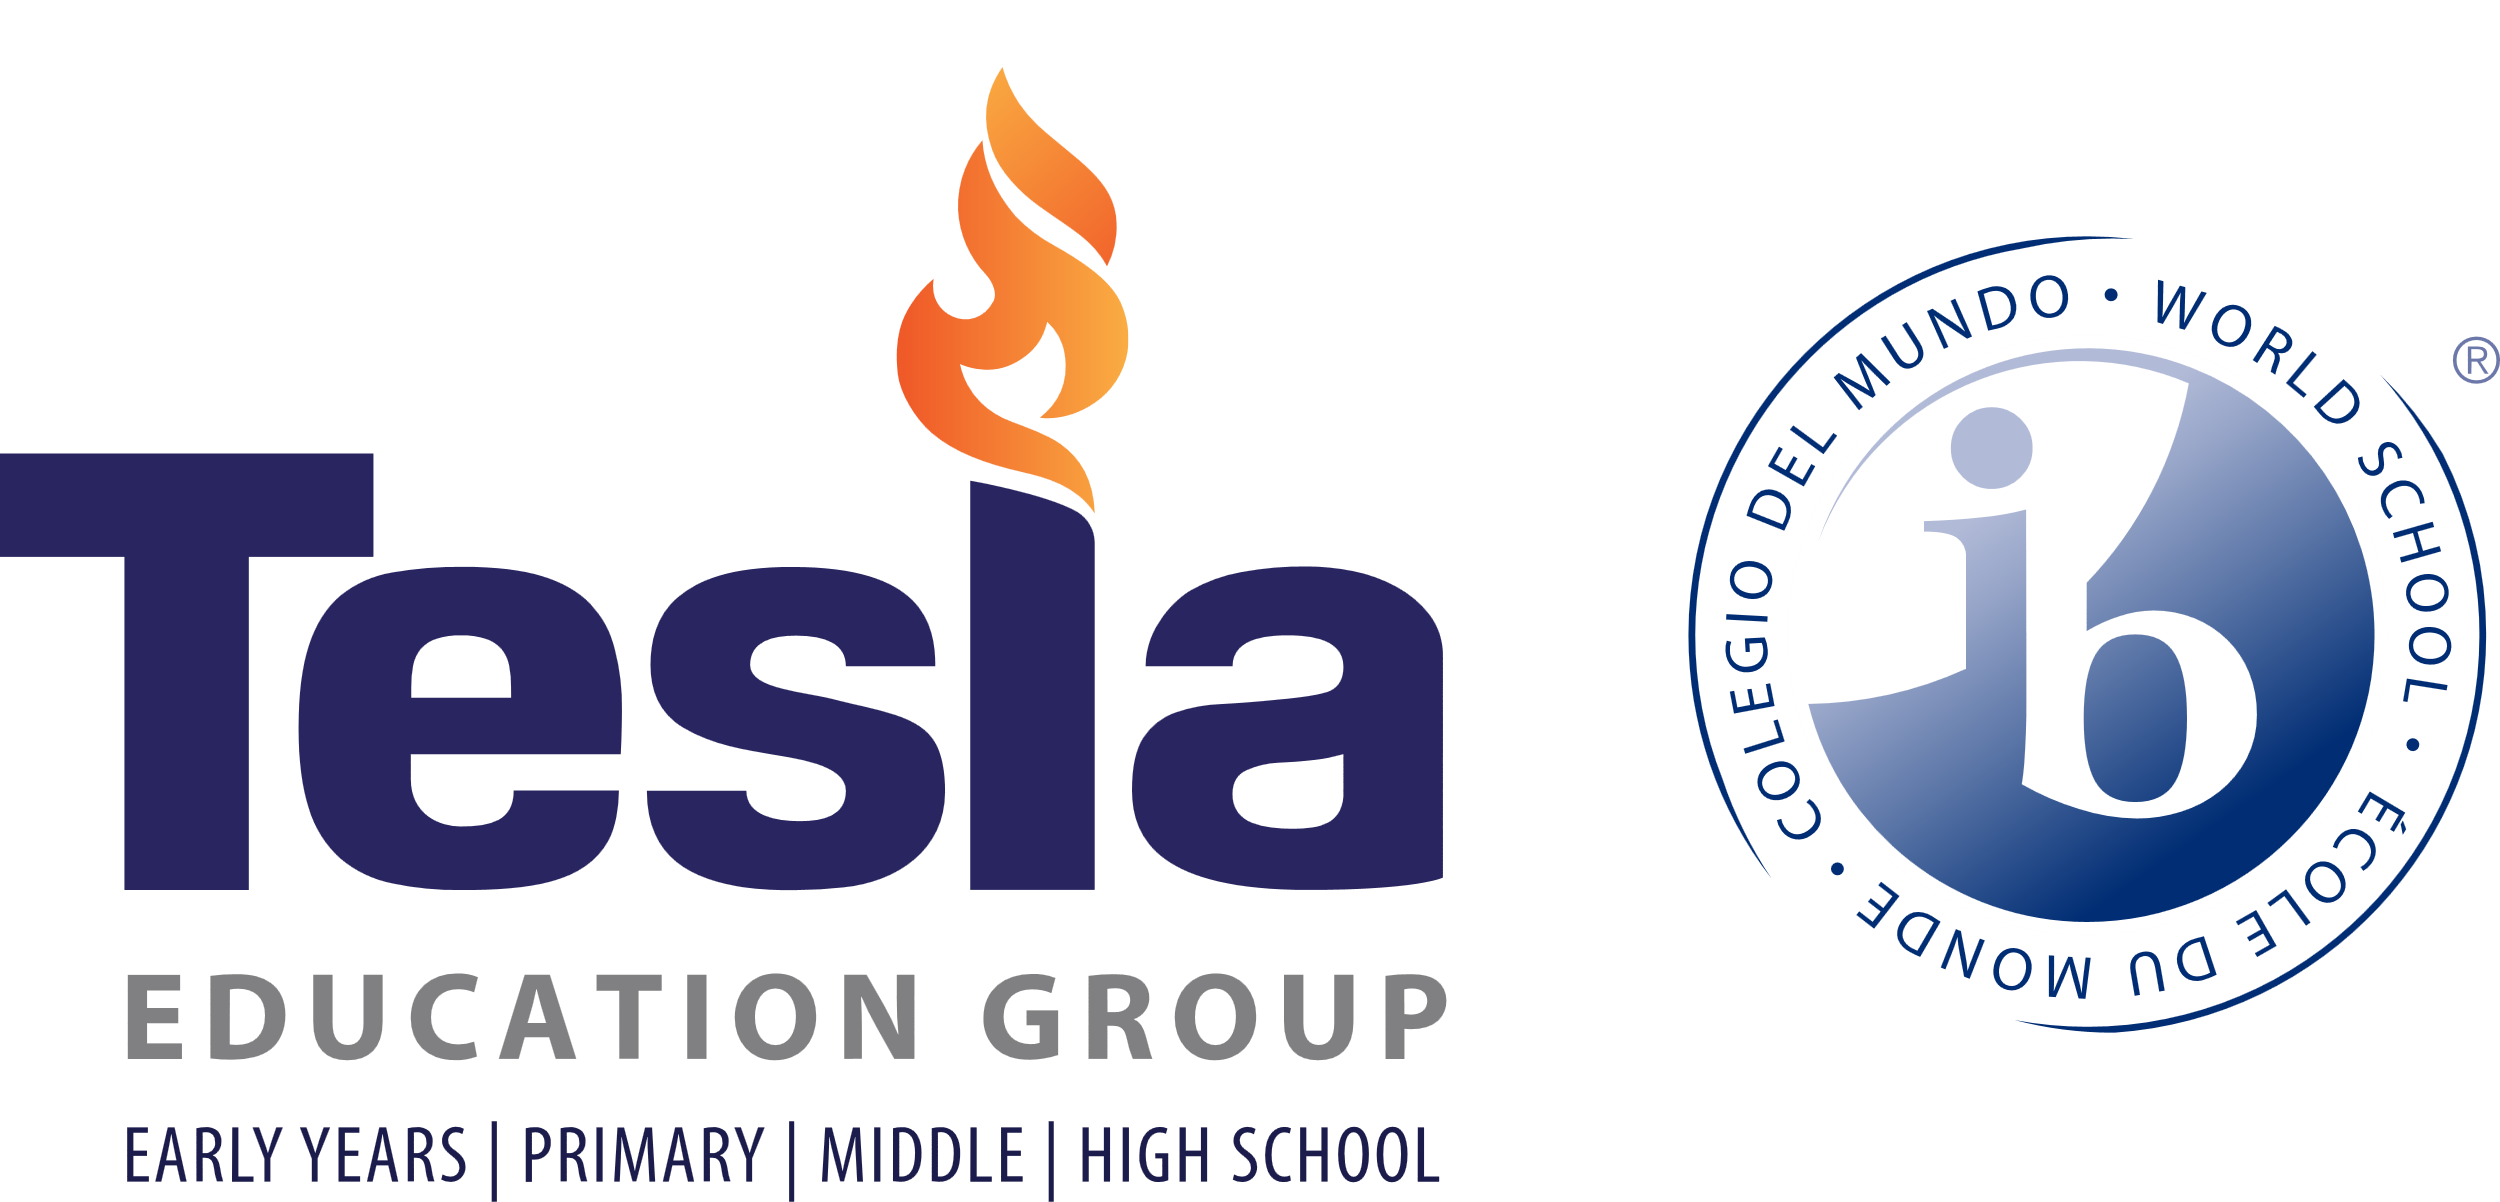 Tesla
EDUCATION GROUP
EARLY YEARS | PRIMARY | MIDDLE | HIGH SCHOOL
COLEGIO DEL MUNDO • WORLD SCHOOL • ÉCOLE DU MONDE •
ib
®